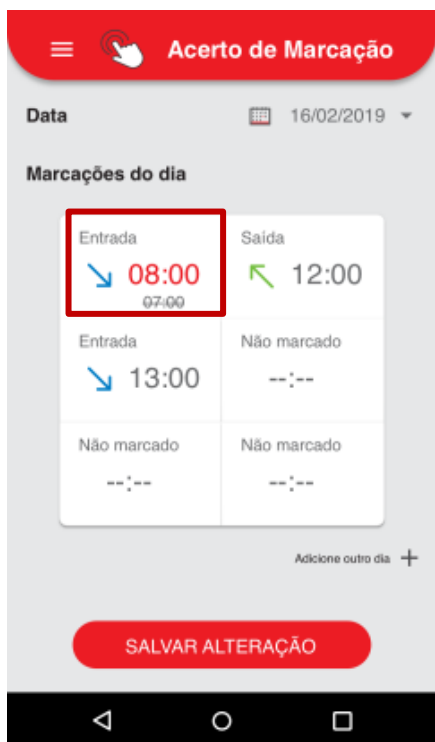 Acerto de Marcação
Data 16/02/2019
Marcações do dia
Entrada Saída
08:00 12:00
07:00
Entrada Não marcado
13:00 --:--
Não marcado Não marcado
--:-- --:--
Adicione outro dia +
SALVAR ALTERAÇÃO